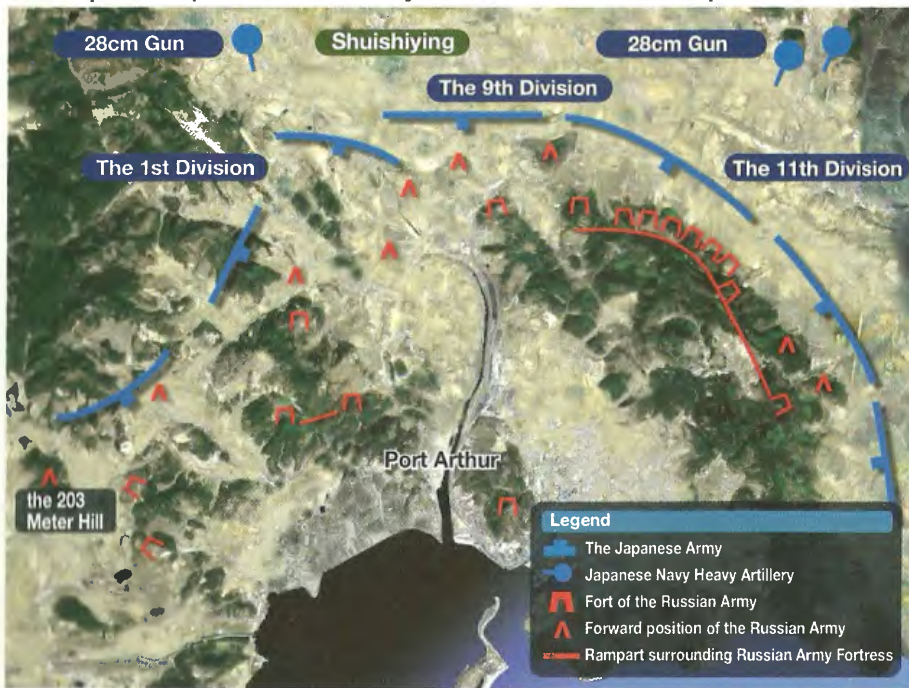 28cm Gun
Shuishiying
28cm Gun
The 9th Division
The 1st Division
The 11th Division
Port Arthur
the 203
Meter Hill
Legend
The Japanese Army
Japanese Navy Heavy Artillery
Fort of the Russian Army
Forward position of the Russian Army
Rampart surrounding Russian Army Fortress